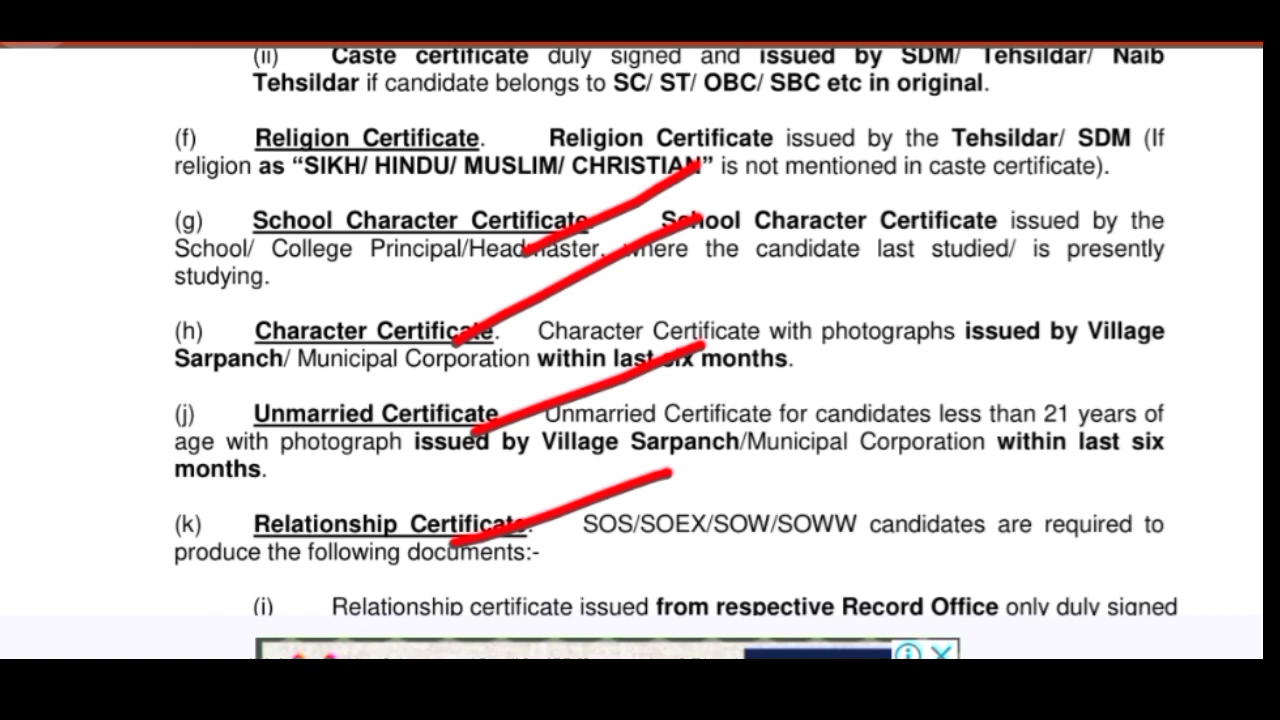 (ii) Caste certificate duly signed and issued by SDM/ Tehsildar/ Naib
Tehsildar if candidate belongs to SC/ ST/ OBC/ SBC etc in original.
(f) Religion Certificate. Religion Certificate issued by the Tehsildar/ SDM (If
religion as “SIKH/ HINDU/ MUSLIM/ CHRISTIAN” is not mentioned in caste certificate).
(g) School Character Certificate. School Character Certificate issued by the
School/ College Principal/Headmaster, where the candidate last studied/ is presently
studying.
(h) Character Certificate. Character Certificate with photographs issued by Village
Sarpanch/ Municipal Corporation within last six months.
(j) Unmarried Certificate. Unmarried Certificate for candidates less than 21 years of
age with photograph issued by Village Sarpanch/Municipal Corporation within last six
months.
(k) Relationship Certificate. SOS/SOEX/SOW/SOWW candidates are required to
produce the following documents:-
(i) Relationship certificate issued from respective Record Office only duly signed